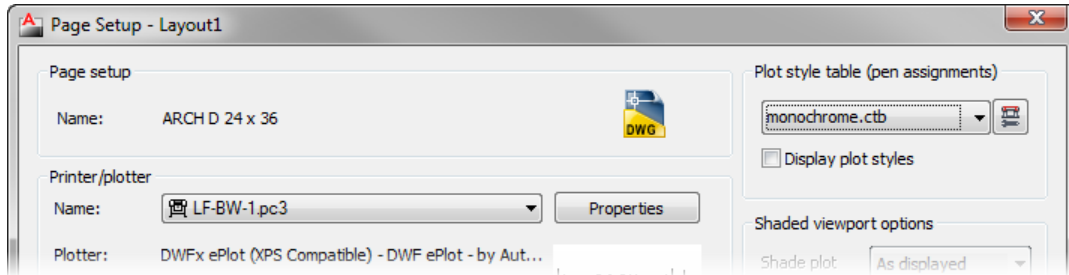 Page Setup - Layout1
Page setup
Name: ARCH D 24 x 36
DWG
Printer/plotter
Name: LF-BW-1.pc3 Properties
Plotter: DWFx ePlot (XPS Compatible) - DWF ePlot - by Aut...
Plot style table (pen assignments)
monochrome.ctb
Display plot styles
Shaded viewport options
Shade plot As displayed